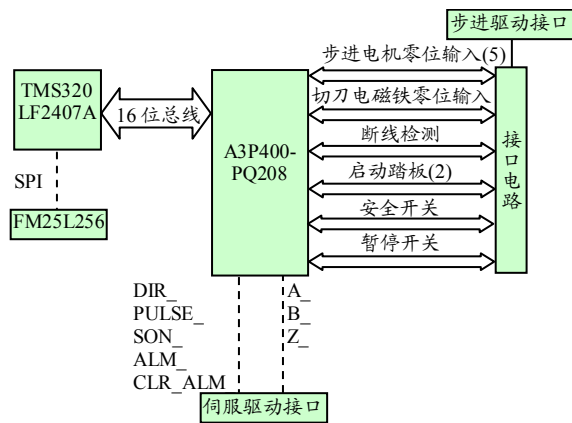 步进驱动接口
步进电机零位输入(5)
TMS320
LF2407A
16位总线
A3P400-
PQ208
切刀电磁铁零位输入
断线检测
启动踏板(2)
安全开关
暂停开关
接口电路
SPI
FM25L256
DIR_
PULSE_
SON_
ALM_
CLR_ALM
A_
B_
Z_
伺服驱动接口